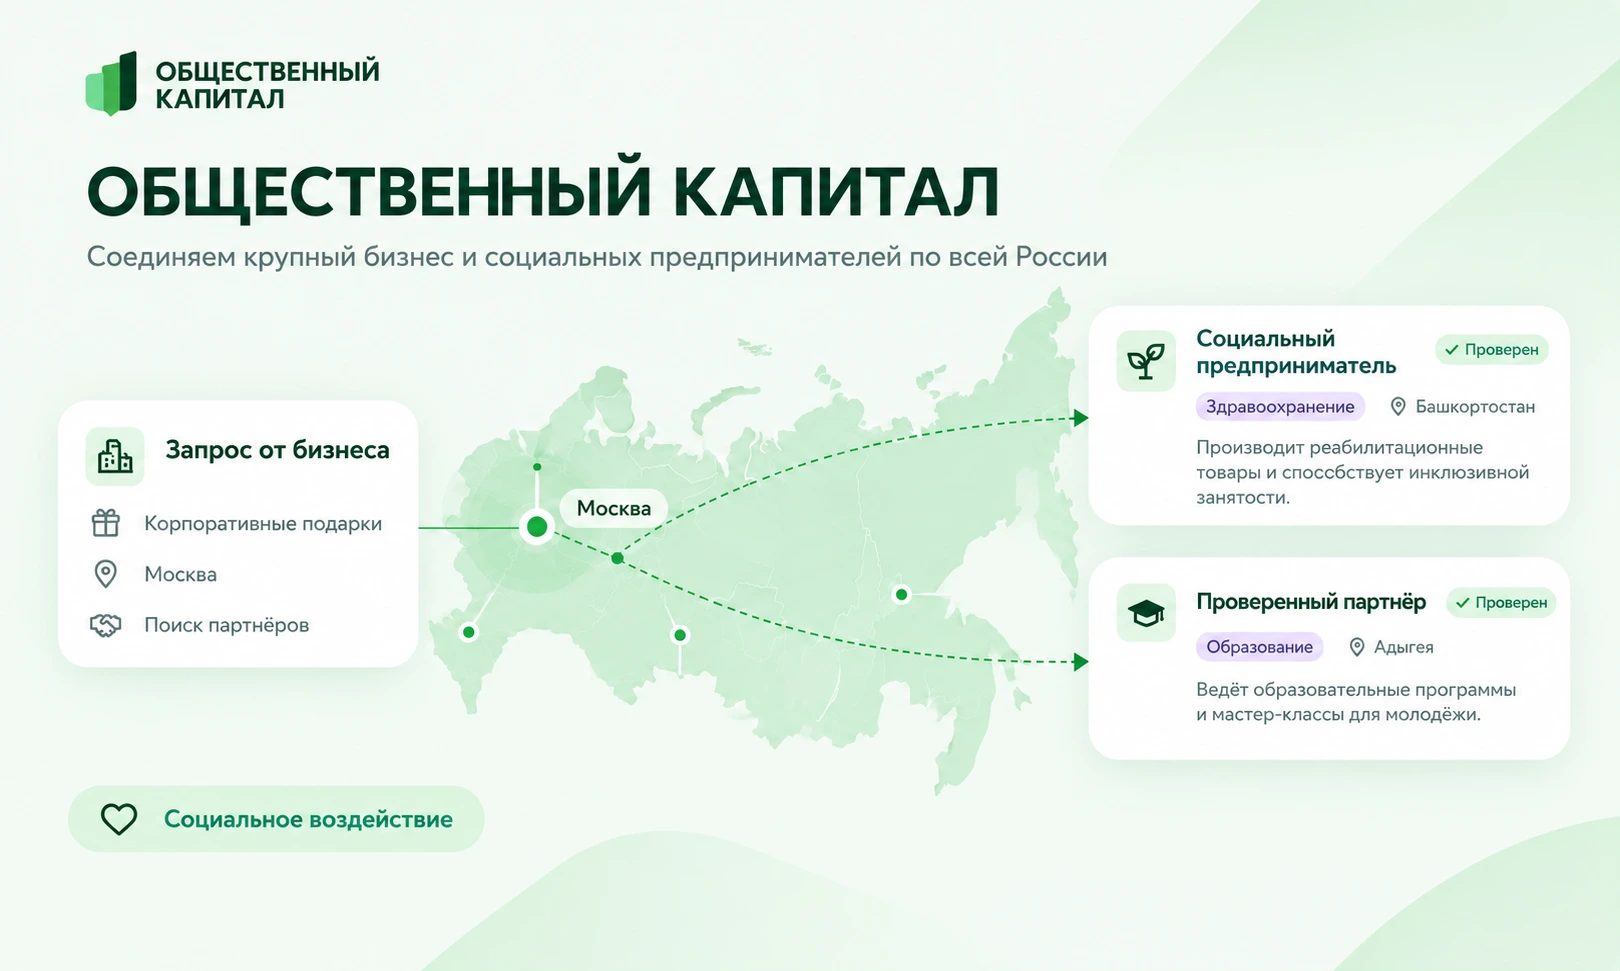 ОБЩЕСТВЕННЫЙ
КАПИТАЛ
ОБЩЕСТВЕННЫЙ КАПИТАЛ
Соединяем крупный бизнес и социальных предпринимателей по всей России
Запрос от бизнеса
Корпоративные подарки
Москва
Поиск партнёров
Москва
Социальный
предприниматель
Проверен
Здравоохранение
Башкортостан
Производит реабилитационные
товары и спосбствует инклюзивной
занятости.
Проверенный партнёр
Проверен
Образование
Адыгея
Ведёт образовательные программы
и мастер-классы для молодёжи.
Социальное воздействие